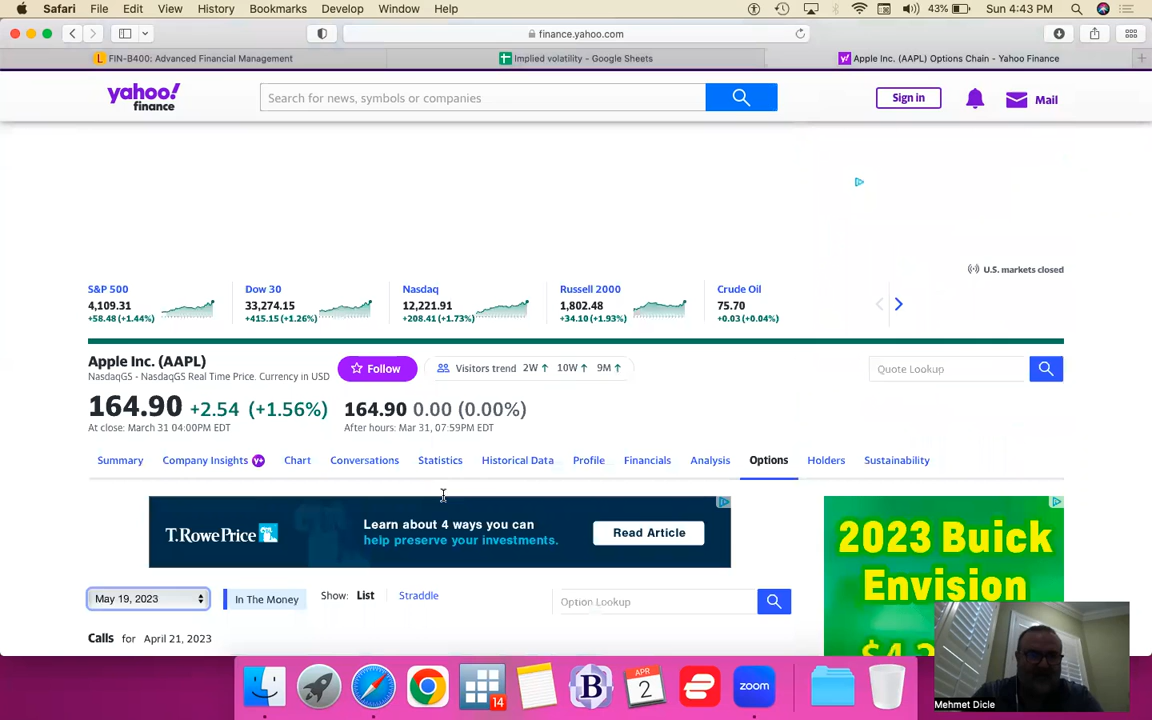 Safari File Edit View History Bookmarks Develop Window Help 43% Sun 4:43 PM
finance.yahoo.com
FIN-B400: Advanced Financial Management Implied volatility - Google Sheets Apple Inc. (AAPL) Options Chain - Yahoo Finance
yahoo!
finance
Search for news, symbols or companies
Sign in
Mail
U.S. markets closed
S&P 500 Dow 30 Nasdaq Russell 2000 Crude Oil
4,109.31 33,274.15 12,221.91 1,802.48 75.70
+58.48 (+1.44%) +415.15 (+1.26%) +208.41 (+1.73%) +34.10 (+1.93%) +0.03 (+0.04%)
Apple Inc. (AAPL)
NasdaqGS - NasdaqGS Real Time Price. Currency in USD
Follow
Visitors trend 2W 10W 9M
Quote Lookup
164.90 +2.54 (+1.56%) 164.90 0.00 (0.00%)
At close: March 31 04:00PM EDT After hours: Mar 31, 07:59PM EDT
Summary Company Insights Y+ Chart Conversations Statistics Historical Data Profile Financials Analysis Options Holders Sustainability
T.RowePrice
Learn about 4 ways you can
help preserve your investments.
Read Article
2023 Buick
Envision
May 19, 2023 In The Money Show: List Straddle Option Lookup
Calls for April 21, 2023
14
APR
2
zoom
Mehmet Dicle